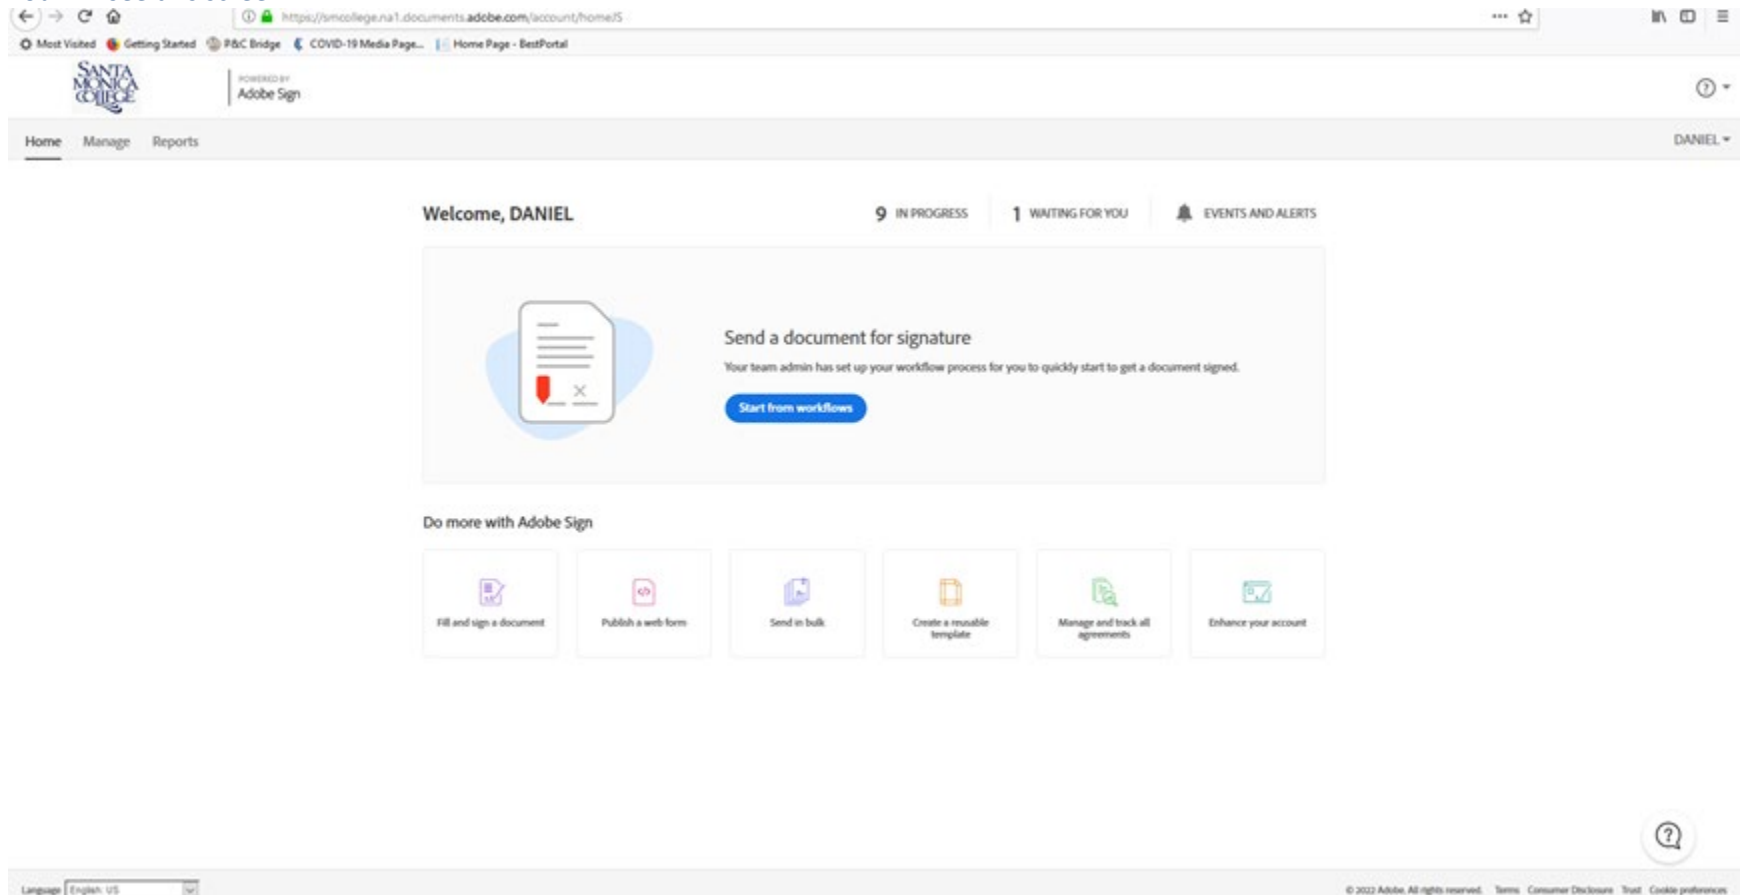 https://smcollege.na1.documents.adobe.com/account/homeJS
Most Visited Getting Started P&C Bridge COVID-19 Media Page... Home Page - BestPortal
SANTA MONICA COLLEGE
POWERED BY
Adobe Sign
Home Manage Reports DANIEL
Welcome, DANIEL 9 IN PROGRESS 1 WAITING FOR YOU EVENTS AND ALERTS
Send a document for signature
Your team admin has set up your workflow process for you to quickly start to get a document signed.
Start from workflows
Do more with Adobe Sign
Fill and sign a document
Publish a web form
Send in bulk
Create a reusable
template
Manage and track all
agreements
Enhance your account
Language English: US © 2022 Adobe. All rights reserved. Terms Consumer Disclosure Trust Cookie preferences